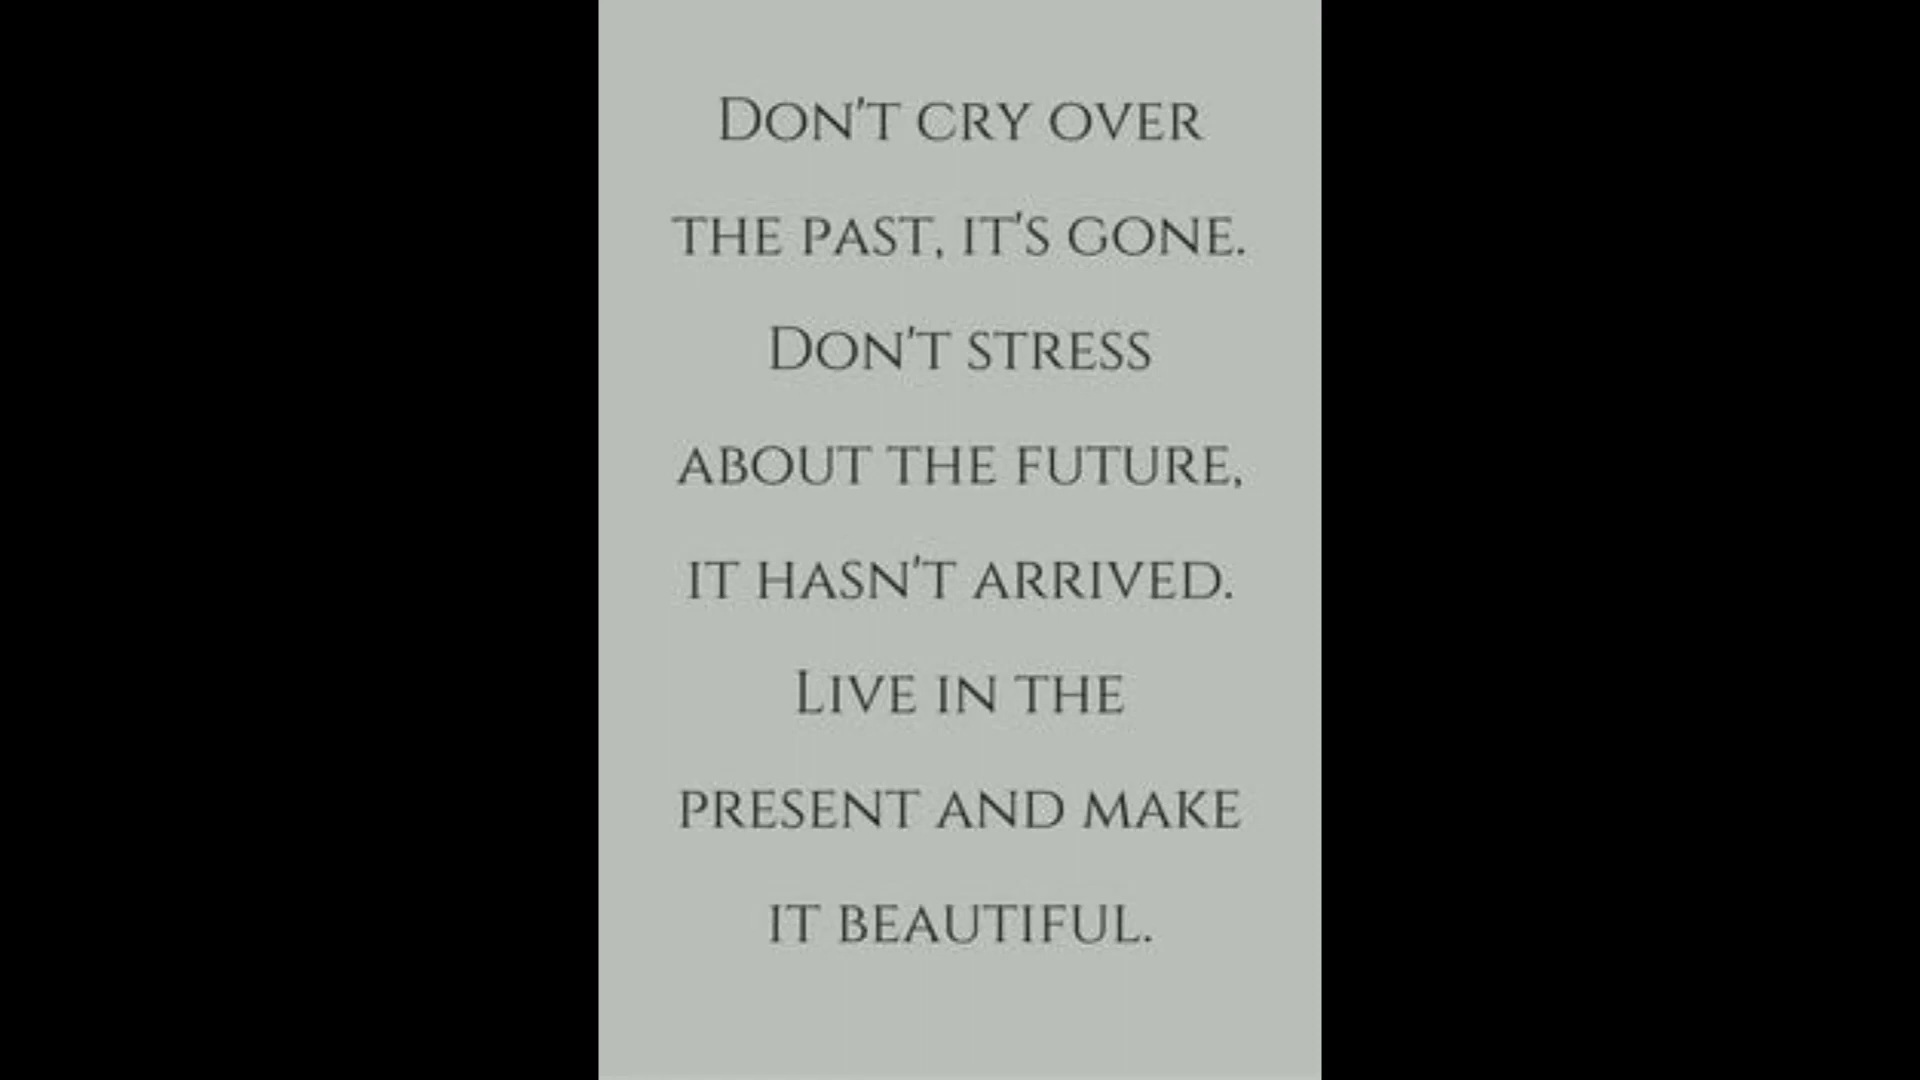 Don't cry over
the past, it's gone.
Don't stress
about the future,
it hasn't arrived.
Live in the
present and make
it beautiful.